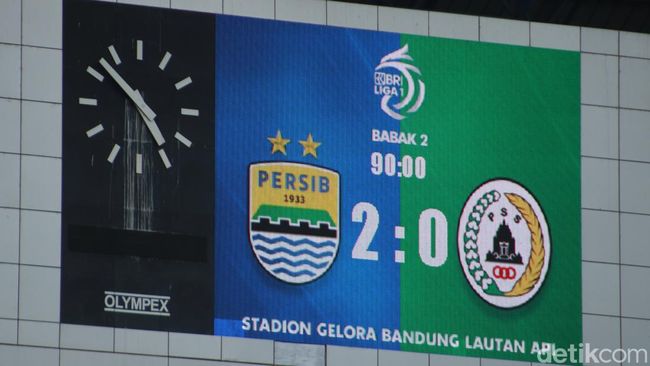 BRI
LIGA 1
BABAK 2
90:00
PERSIB
1933
2 : 0
PSS
OLYMPEX
STADION GELORA BANDUNG LAUTAN API
detikcom